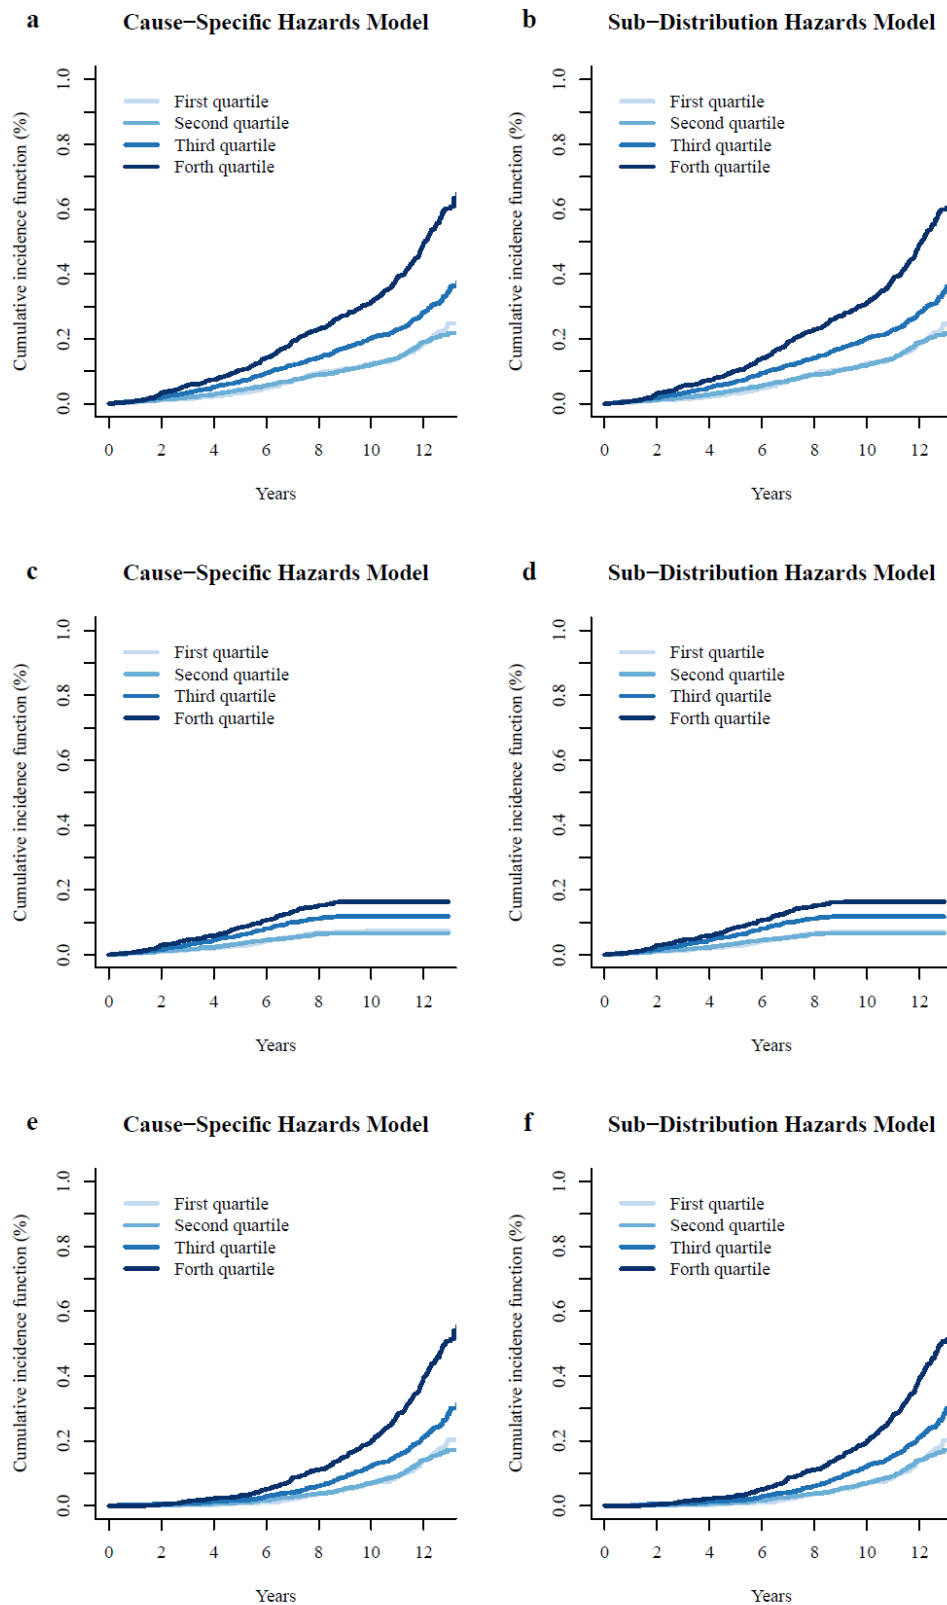 a Cause−Specific Hazards Model
Cumulative incidence function (%)
1.0
0.8
0.6
0.4
0.2
0.0
First quartile
Second quartile
Third quartile
Forth quartile
0 2 4 6 8 10 12
Years
b Sub−Distribution Hazards Model
Cumulative incidence function (%)
1.0
0.8
0.6
0.4
0.2
0.0
First quartile
Second quartile
Third quartile
Forth quartile
0 2 4 6 8 10 12
Years
c Cause−Specific Hazards Model
Cumulative incidence function (%)
1.0
0.8
0.6
0.4
0.2
0.0
First quartile
Second quartile
Third quartile
Forth quartile
0 2 4 6 8 10 12
Years
d Sub−Distribution Hazards Model
Cumulative incidence function (%)
1.0
0.8
0.6
0.4
0.2
0.0
First quartile
Second quartile
Third quartile
Forth quartile
0 2 4 6 8 10 12
Years
e Cause−Specific Hazards Model
Cumulative incidence function (%)
1.0
0.8
0.6
0.4
0.2
0.0
First quartile
Second quartile
Third quartile
Forth quartile
0 2 4 6 8 10 12
Years
f Sub−Distribution Hazards Model
Cumulative incidence function (%)
1.0
0.8
0.6
0.4
0.2
0.0
First quartile
Second quartile
Third quartile
Forth quartile
0 2 4 6 8 10 12
Years